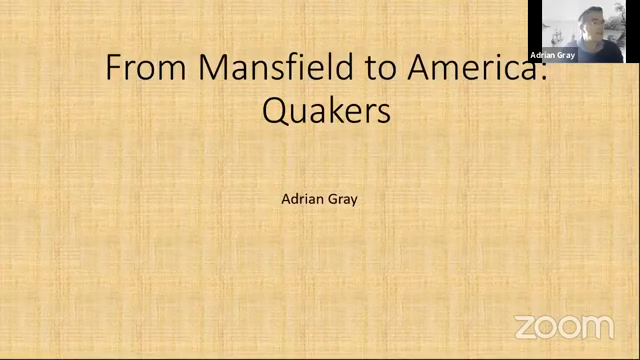 Adrian Gray
From Mansfield to America:
Quakers
Adrian Gray
zoom